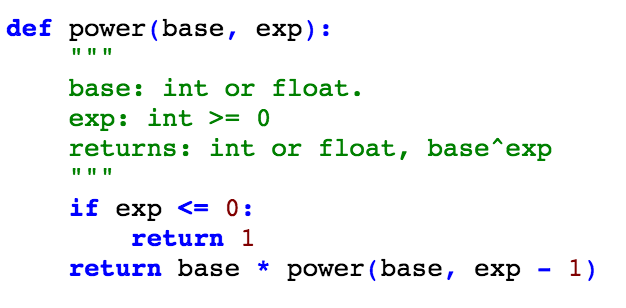 def power(base, exp):
    """
    base: int or float.
    exp: int >= 0
    returns: int or float, base^exp
    """
    if exp <= 0:
        return 1
    return base * power(base, exp - 1)